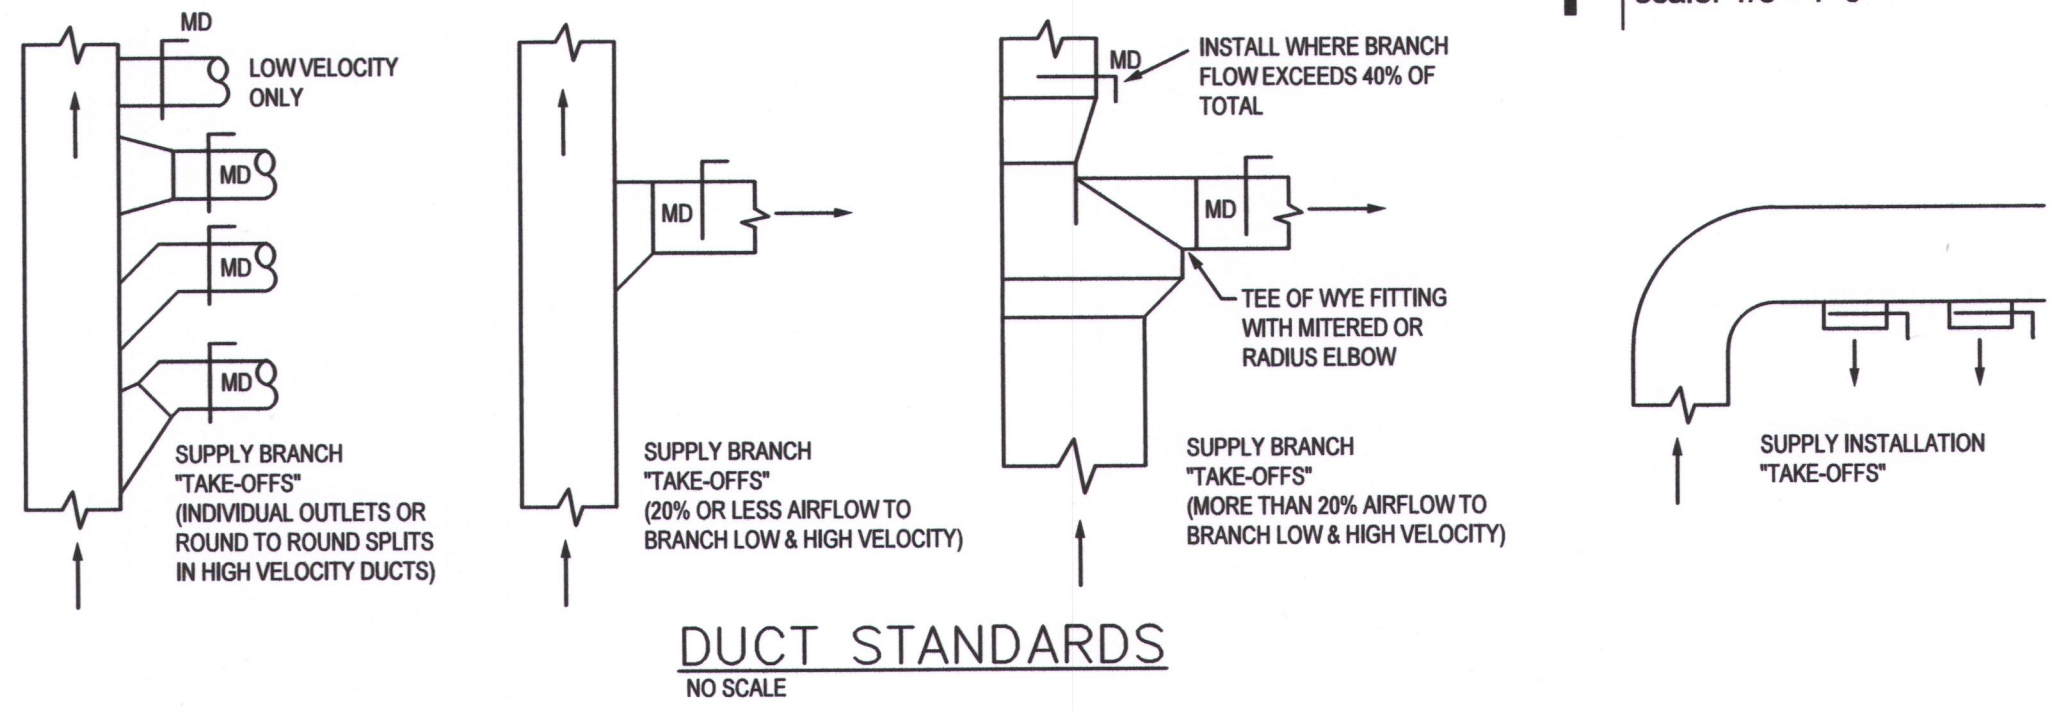 MD
LOW VELOCITY
ONLY
MD
MD
MD
SUPPLY BRANCH
"TAKE-OFFS"
(INDIVIDUAL OUTLETS OR
ROUND TO ROUND SPLITS
IN HIGH VELOCITY DUCTS)
MD
SUPPLY BRANCH
"TAKE-OFFS"
(20% OR LESS AIRFLOW TO
BRANCH LOW & HIGH VELOCITY)
MD
INSTALL WHERE BRANCH
FLOW EXCEEDS 40% OF
TOTAL
MD
TEE OF WYE FITTING
WITH MITERED OR
RADIUS ELBOW
SUPPLY BRANCH
"TAKE-OFFS"
(MORE THAN 20% AIRFLOW TO
BRANCH LOW & HIGH VELOCITY)
SUPPLY INSTALLATION
"TAKE-OFFS"
DUCT STANDARDS
NO SCALE